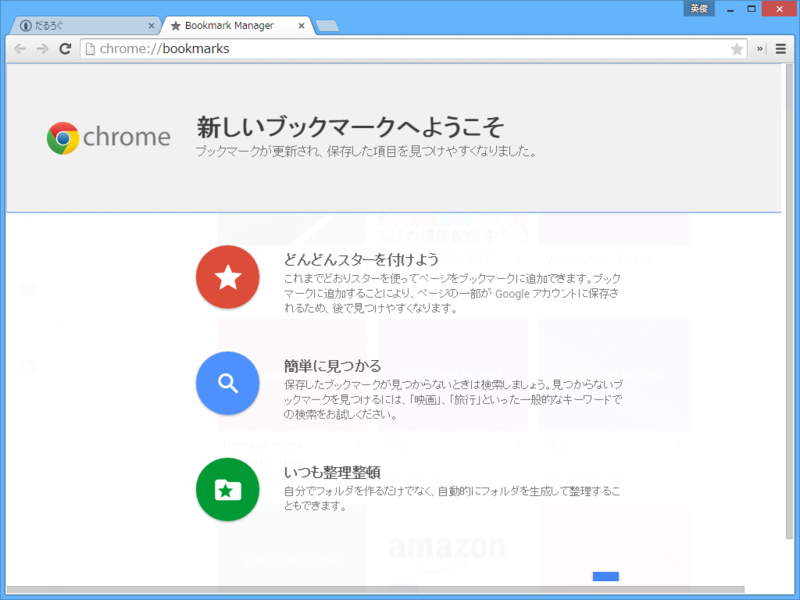 英俊
だるろぐ
Bookmark Manager
chrome://bookmarks
chrome
新しいブックマークへようこそ
ブックマークが更新され、保存した項目を見つけやすくなりました。
どんどんスターを付けよう
これまでどおりスターを使ってページをブックマークに追加できます。ブック
マークに追加することにより、ページの一部が Google アカウントに保存さ
れるため、後で見つけやすくなります。
簡単に見つかる
保存したブックマークが見つからないときは検索しましょう。見つからないブ
ックマークを見つけるには、「映画」、「旅行」といった一般的なキーワードで
の検索をお試しください。
いつも整理整頓
自分でフォルダを作るだけでなく、自動的にフォルダを生成して整理するこ
ともできます。
amazon